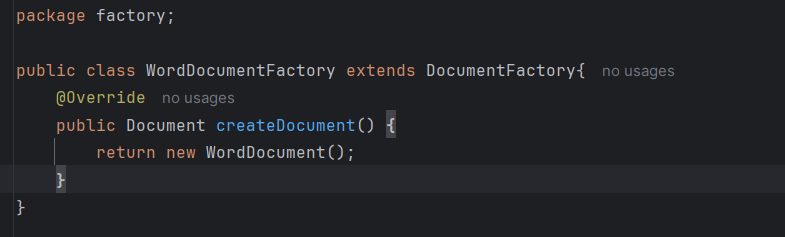 package factory;
public class WordDocumentFactory extends DocumentFactory{ no usages
@Override no usages
public Document createDocument() {
return new WordDocument();
}
}